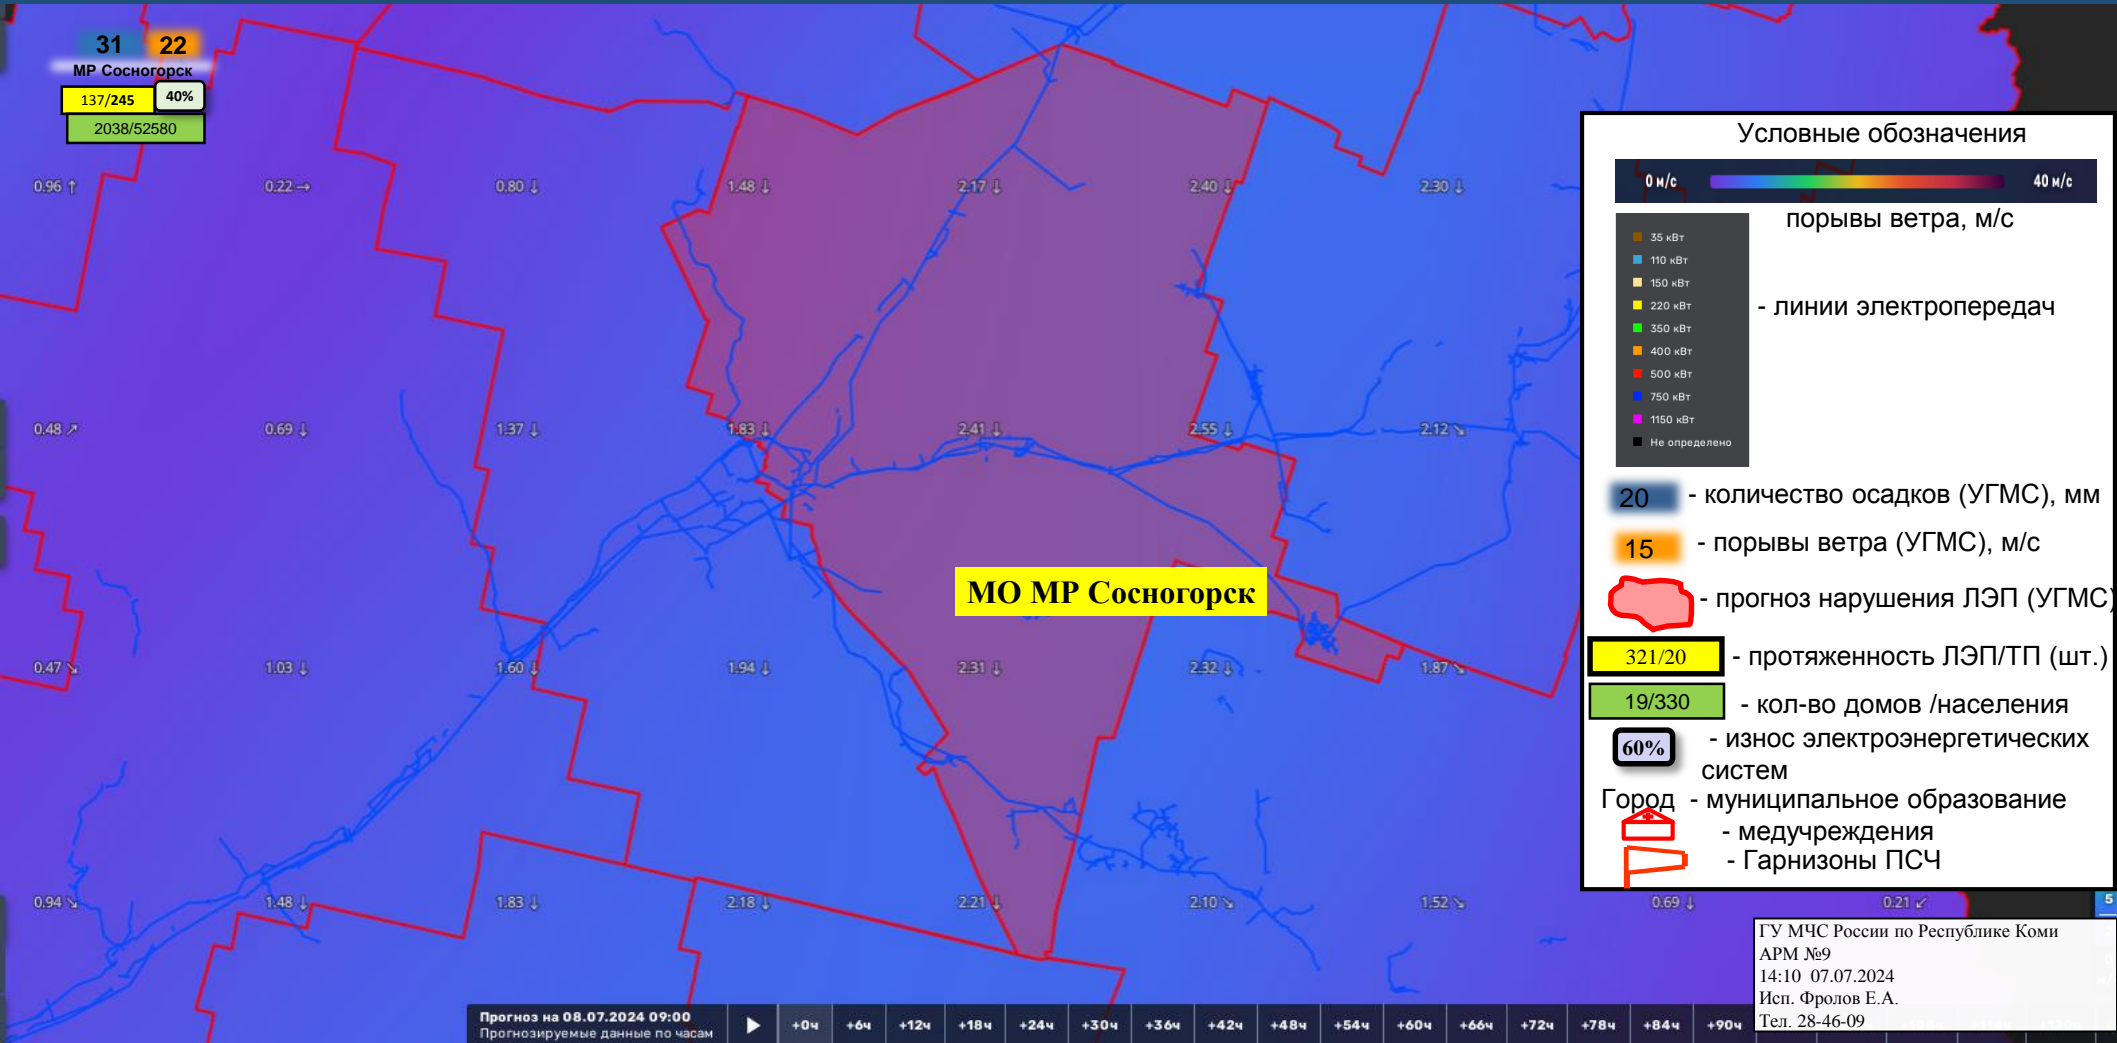 31 22
МР Сосногорск
137/245 40%
2038/52580
0.96 ↑ 0.22 → 0.80 ↓ 1.48 ↓ 2.17 ↓ 2.40 ↓ 2.30 ↓
0.48 ↗ 0.69 ↓ 1.37 ↓ 1.83 ↓ 2.41 ↓ 2.55 ↓ 2.12 ↘
МО МР Сосногорск
0.47 ↘ 1.03 ↓ 1.60 ↓ 1.94 ↓ 2.31 ↓ 2.32 ↓ 1.87 ↘
0.94 ↘ 1.48 ↓ 1.83 ↓ 2.18 ↓ 2.21 ↓ 2.10 ↘ 1.52 ↘ 0.69 ↓ 0.21 ↙
Условные обозначения
0 м/с 40 м/с
порывы ветра, м/с
35 кВт
110 кВт
150 кВт
220 кВт
350 кВт
400 кВт
500 кВт
750 кВт
1150 кВт
Не определено
- линии электропередач
20 - количество осадков (УГМС), мм
15 - порывы ветра (УГМС), м/с
- прогноз нарушения ЛЭП (УГМС)
321/20 - протяженность ЛЭП/ТП (шт.)
19/330 - кол-во домов /населения
60% - износ электроэнергетических
систем
Город - муниципальное образование
- медучреждения
- Гарнизоны ПСЧ
5
ГУ МЧС России по Республике Коми
АРМ №9
14:10 07.07.2024
Исп. Фролов Е.А.
Тел. 28-46-09
Прогноз на 08.07.2024 09:00
Прогнозируемые данные по часам
+0ч +6ч +12ч +18ч +24ч +30ч +36ч +42ч +48ч +54ч +60ч +66ч +72ч +78ч +84ч +90ч